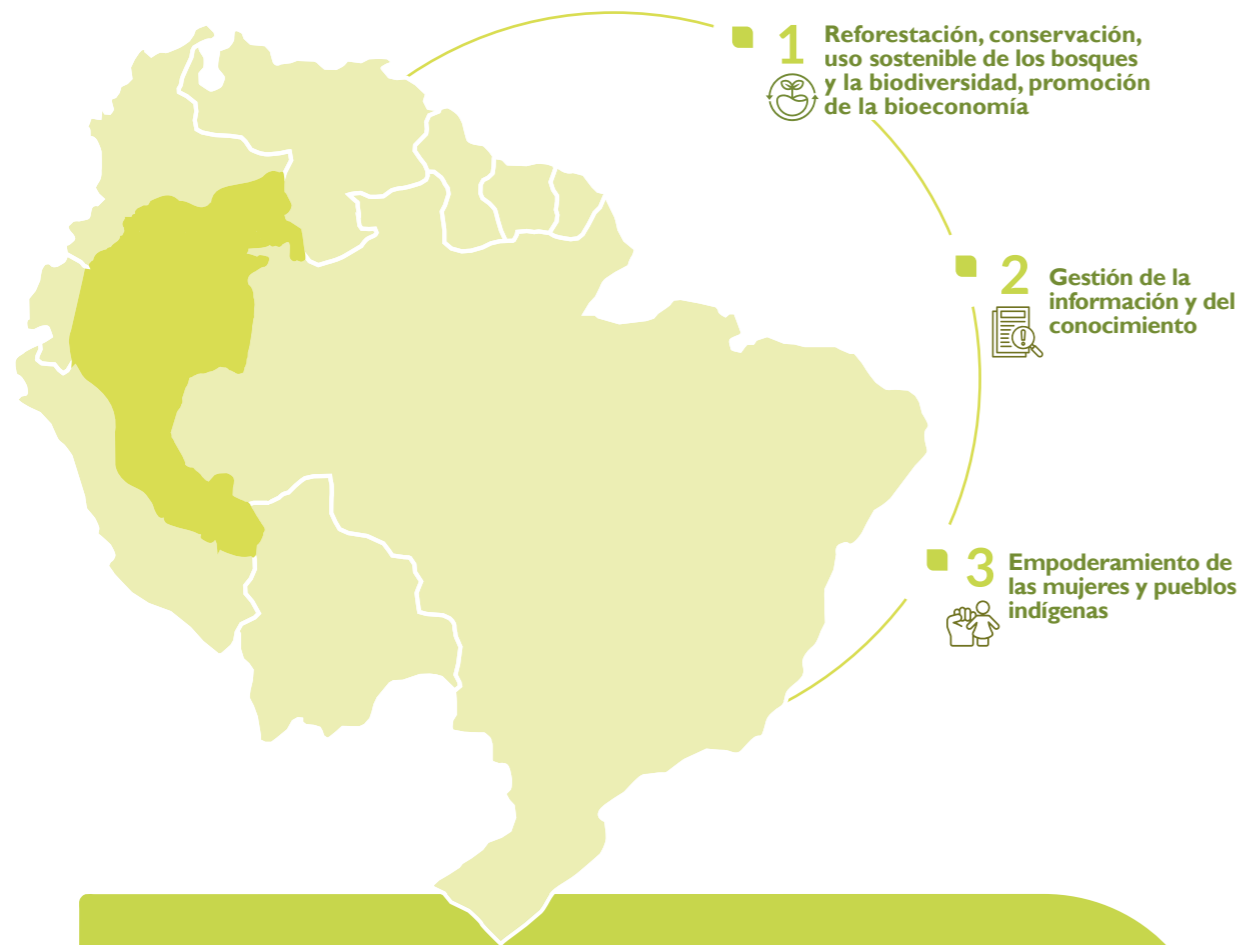 1
Reforestación, conservación,
uso sostenible de los bosques
y la biodiversidad, promoción
de la bioeconomía
2
Gestión de la
información y del
conocimiento
3
Empoderamiento de
las mujeres y pueblos
indígenas